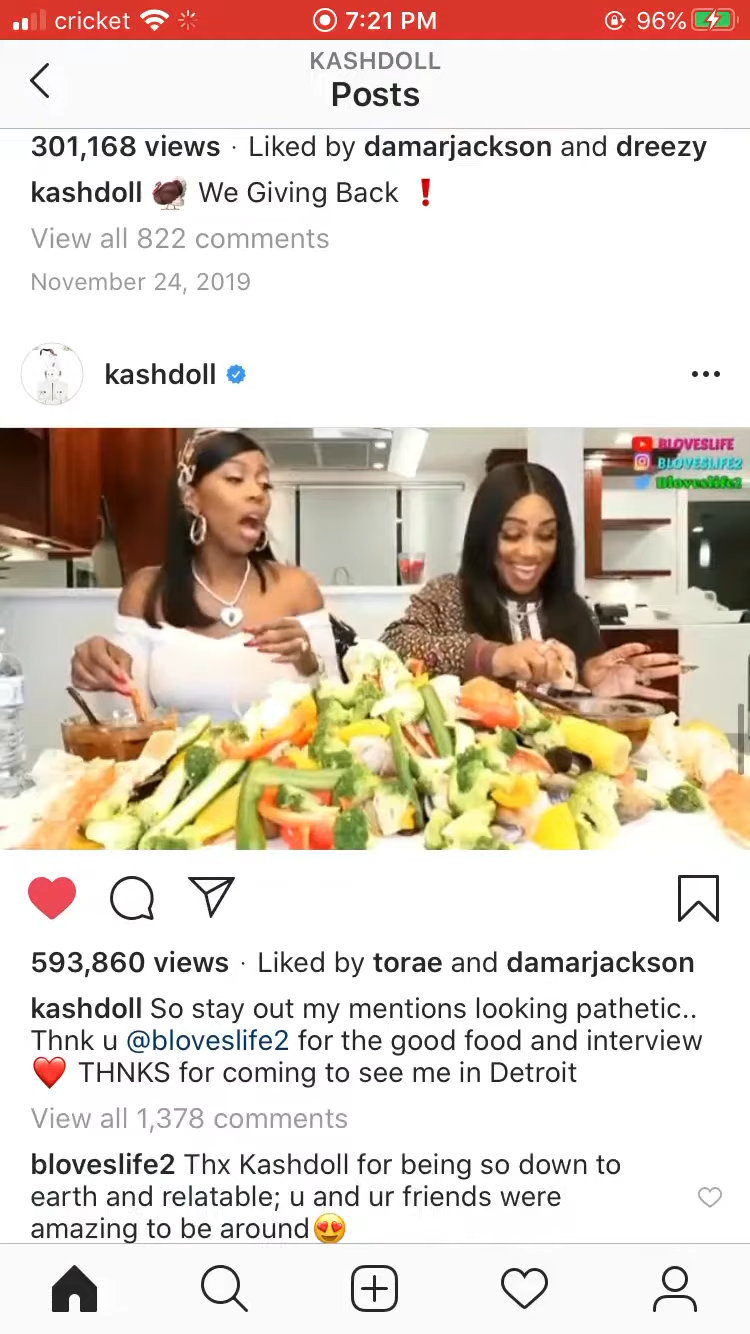 cricket 7:21 PM 96%
KASHDOLL
Posts
301,168 views · Liked by damarjackson and dreezy
kashdoll 🦃 We Giving Back ❗
View all 822 comments
November 24, 2019
kashdoll
BLOVESLIFE
BLOVESLIFE2
Bloveslife2
593,860 views · Liked by torae and damarjackson
kashdoll So stay out my mentions looking pathetic..
Thnk u @bloveslife2 for the good food and interview
❤️ THNKS for coming to see me in Detroit
View all 1,378 comments
bloveslife2 Thx Kashdoll for being so down to
earth and relatable; u and ur friends were
amazing to be around😍